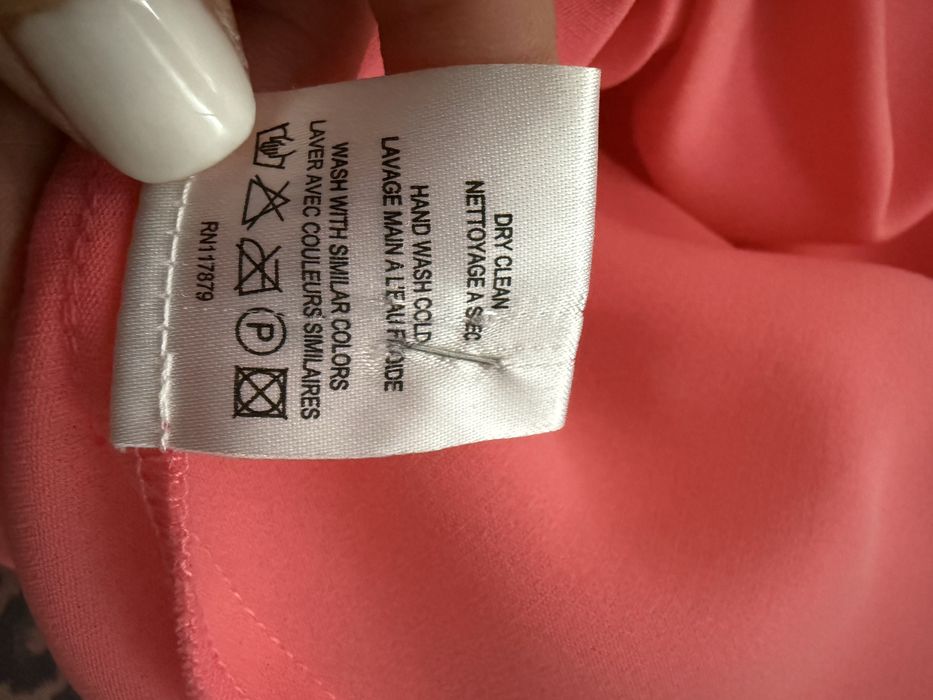 DRY CLEAN
NETTOYAGE A SEC
HAND WASH COLD
LAVAGE MAIN A L'EAU FROIDE
WASH WITH SIMILAR COLORS
LAVER AVEC COULEURS SIMILAIRES
P
RN117879